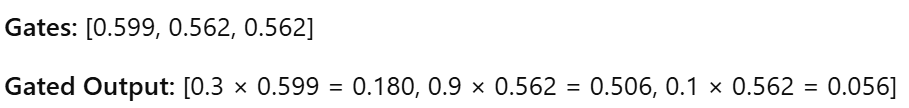 Gates: [0.599, 0.562, 0.562]
Gated Output: [0.3 × 0.599 = 0.180, 0.9 × 0.562 = 0.506, 0.1 × 0.562 = 0.056]